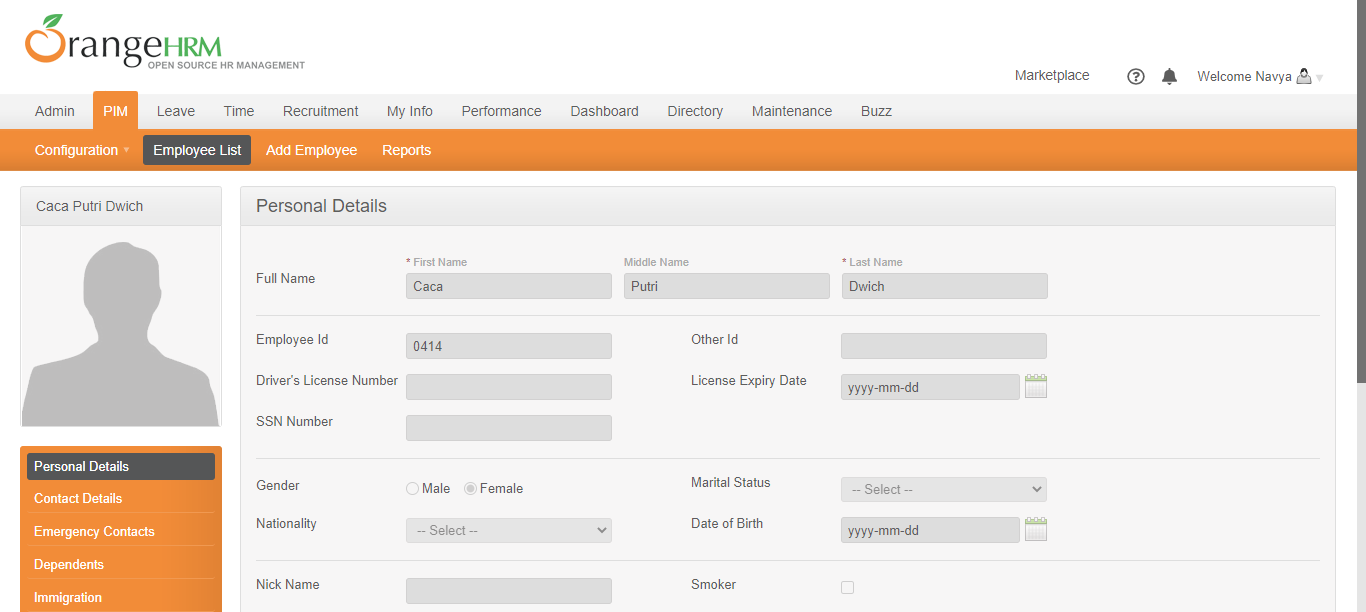 OrangeHRM
OPEN SOURCE HR MANAGEMENT
Marketplace ? Welcome Navya
Admin PIM Leave Time Recruitment My Info Performance Dashboard Directory Maintenance Buzz
Configuration Employee List Add Employee Reports
Caca Putri Dwich
Personal Details
* First Name Middle Name * Last Name
Full Name Caca Putri Dwich
Employee Id 0414 Other Id
Driver's License Number License Expiry Date yyyy-mm-dd
SSN Number
Gender Male Female Marital Status -- Select --
Nationality -- Select -- Date of Birth yyyy-mm-dd
Nick Name Smoker
Personal Details
Contact Details
Emergency Contacts
Dependents
Immigration